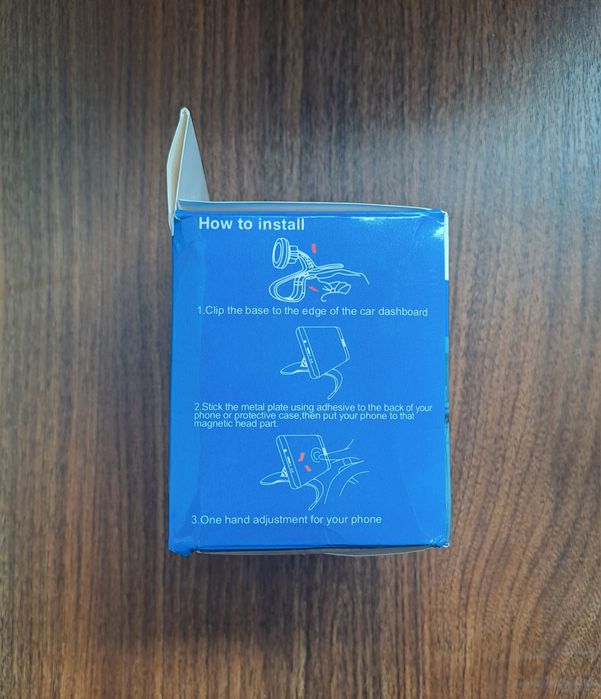 How to install
1.Clip the base to the edge of the car dashboard
2.Stick the metal plate using adhesive to the back of your
phone or protective case,then put your phone to that
magnetic head part.
3.One hand adjustment for your phone